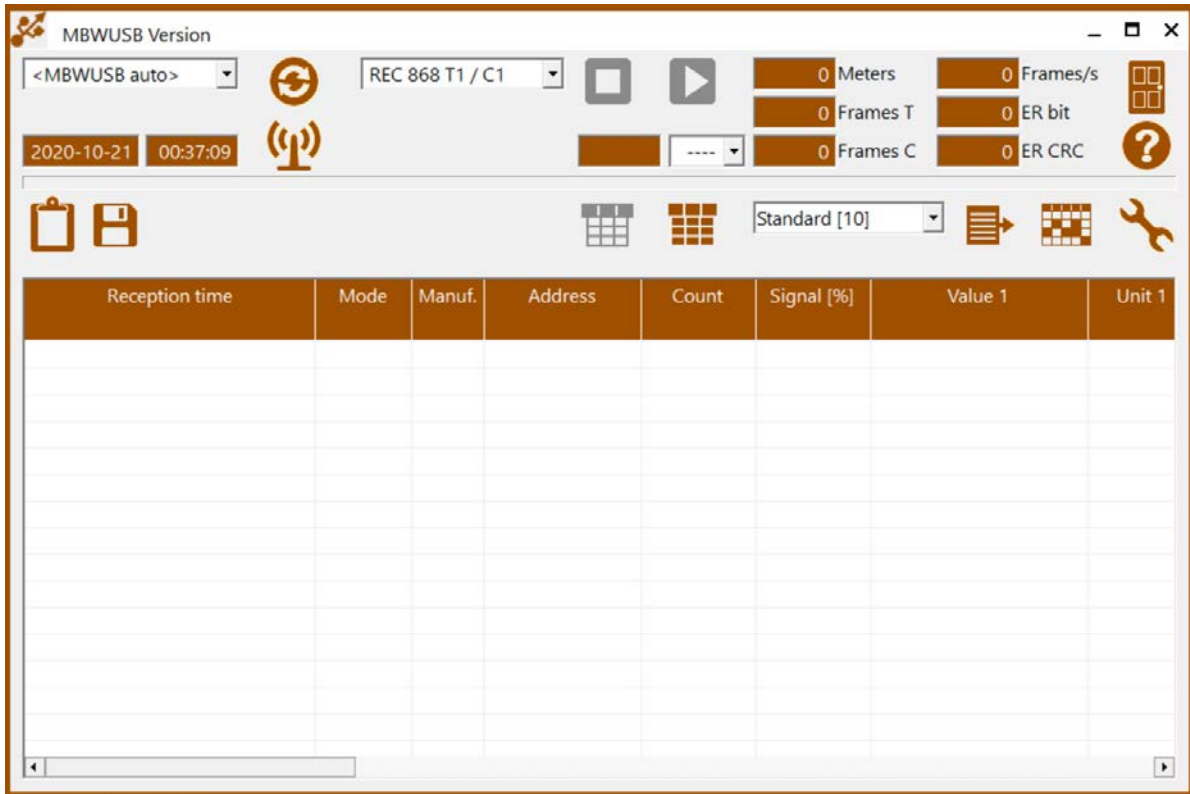 MBWUSB Version
<MBWUSB auto> REC 868 T1 / C1 0 Meters 0 Frames/s
0 Frames T 0 ER bit
2020-10-21 00:37:09 ---- 0 Frames C 0 ER CRC ?
Standard [10]
Reception time Mode Manuf. Address Count Signal [%] Value 1 Unit 1